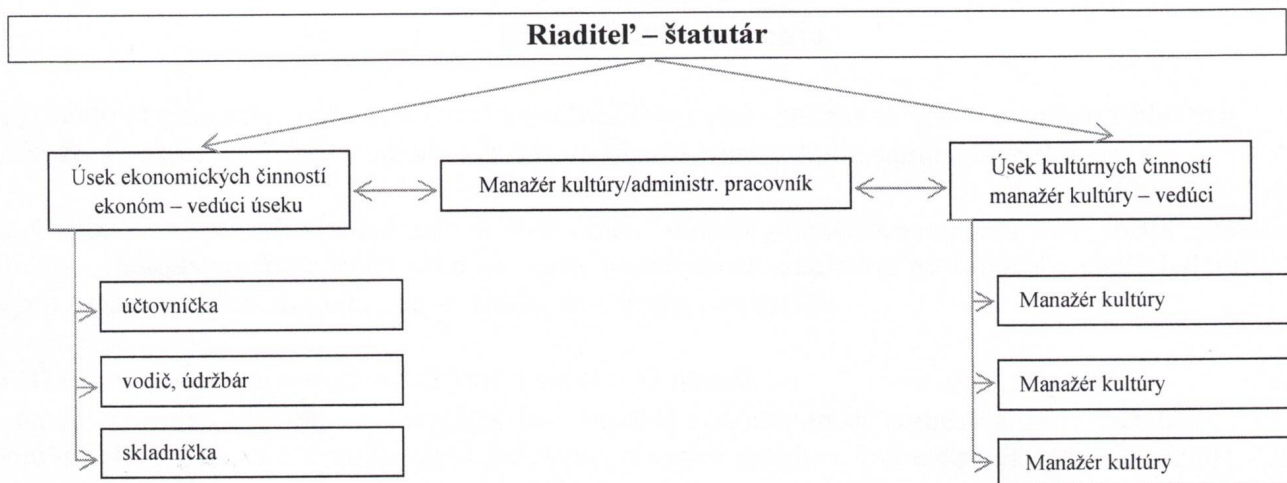 Riaditeľ – štatutár
Úsek ekonomických činností
ekonóm – vedúci úseku
Manažér kultúry/administr. pracovník
Úsek kultúrnych činností
manažér kultúry – vedúci
účtovníčka
vodič, údržbár
skladníčka
Manažér kultúry
Manažér kultúry
Manažér kultúry